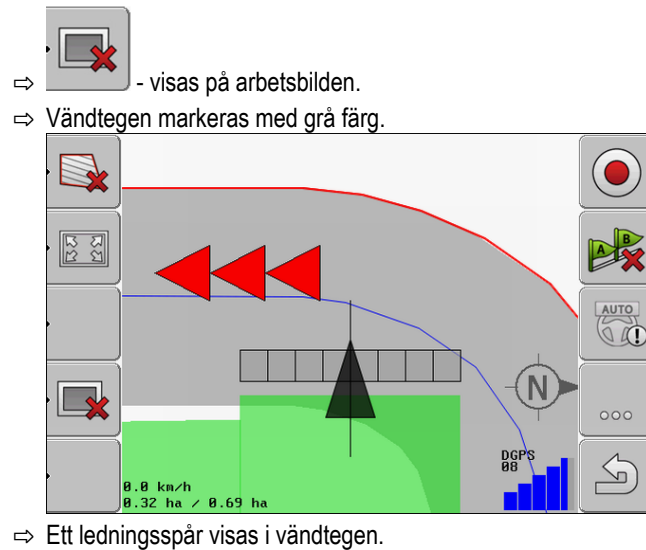 ⇨ - visas på arbetsbilden.
⇨ Vändtegen markeras med grå färg.
A B
AUTO
N
DGPS
08
0.0 km/h
0.32 ha / 0.69 ha
⇨ Ett ledningsspår visas i vändtegen.